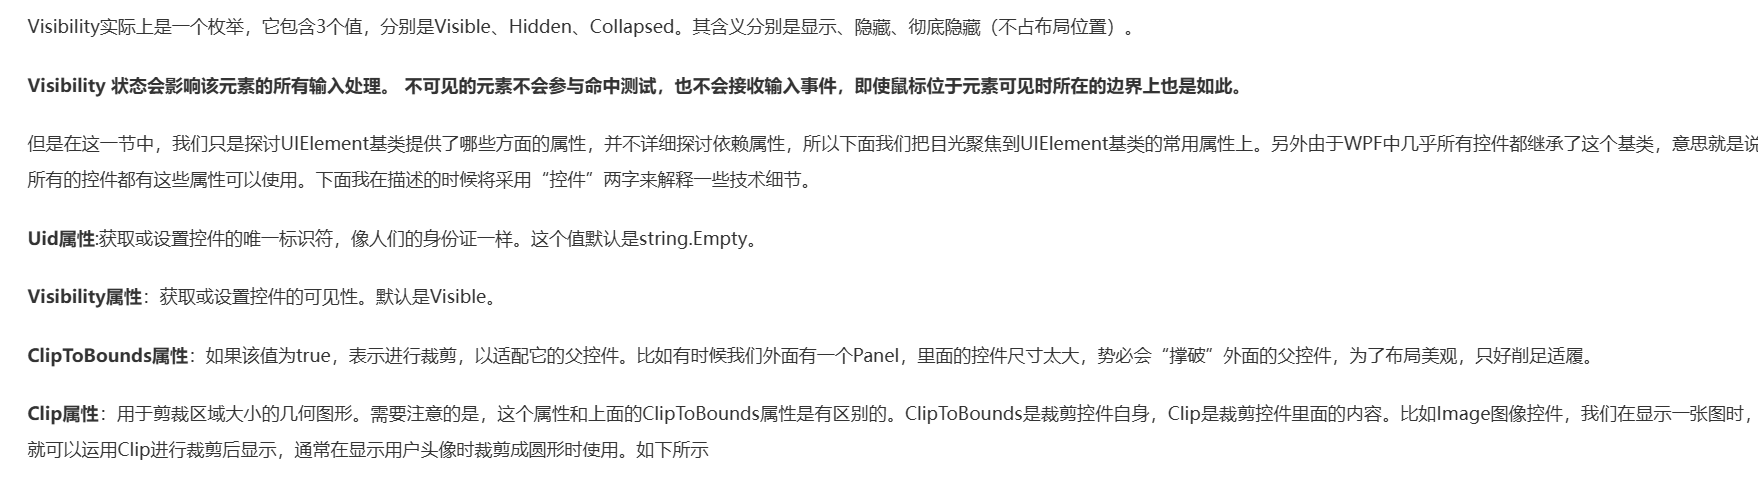 Visibility实际上是一个枚举，它包含3个值，分别是Visible、Hidden、Collapsed。其含义分别是显示、隐藏、彻底隐藏（不占布局位置）。
Visibility 状态会影响该元素的所有输入处理。 不可见的元素不会参与命中测试，也不会接收输入事件，即使鼠标位于元素可见时所在的边界上也是如此。
但是在这一节中，我们只是探讨UIElement基类提供了哪些方面的属性，并不详细探讨依赖属性，所以下面我们把目光聚焦到UIElement基类的常用属性上。另外由于WPF中几乎所有控件都继承了这个基类，意思就是说
所有的控件都有这些属性可以使用。下面我在描述的时候将采用“控件”两字来解释一些技术细节。
Uid属性:获取或设置控件的唯一标识符，像人们的身份证一样。这个值默认是string.Empty。
Visibility属性：获取或设置控件的可见性。默认是Visible。
ClipToBounds属性：如果该值为true，表示进行裁剪，以适配它的父控件。比如有时候我们外面有一个Panel，里面的控件尺寸太大，势必会“撑破”外面的父控件，为了布局美观，只好削足适履。
Clip属性：用于剪裁区域大小的几何图形。需要注意的是，这个属性和上面的ClipToBounds属性是有区别的。ClipToBounds是裁剪控件自身，Clip是裁剪控件里面的内容。比如Image图像控件，我们在显示一张图时，
就可以运用Clip进行裁剪后显示，通常在显示用户头像时裁剪成圆形时使用。如下所示